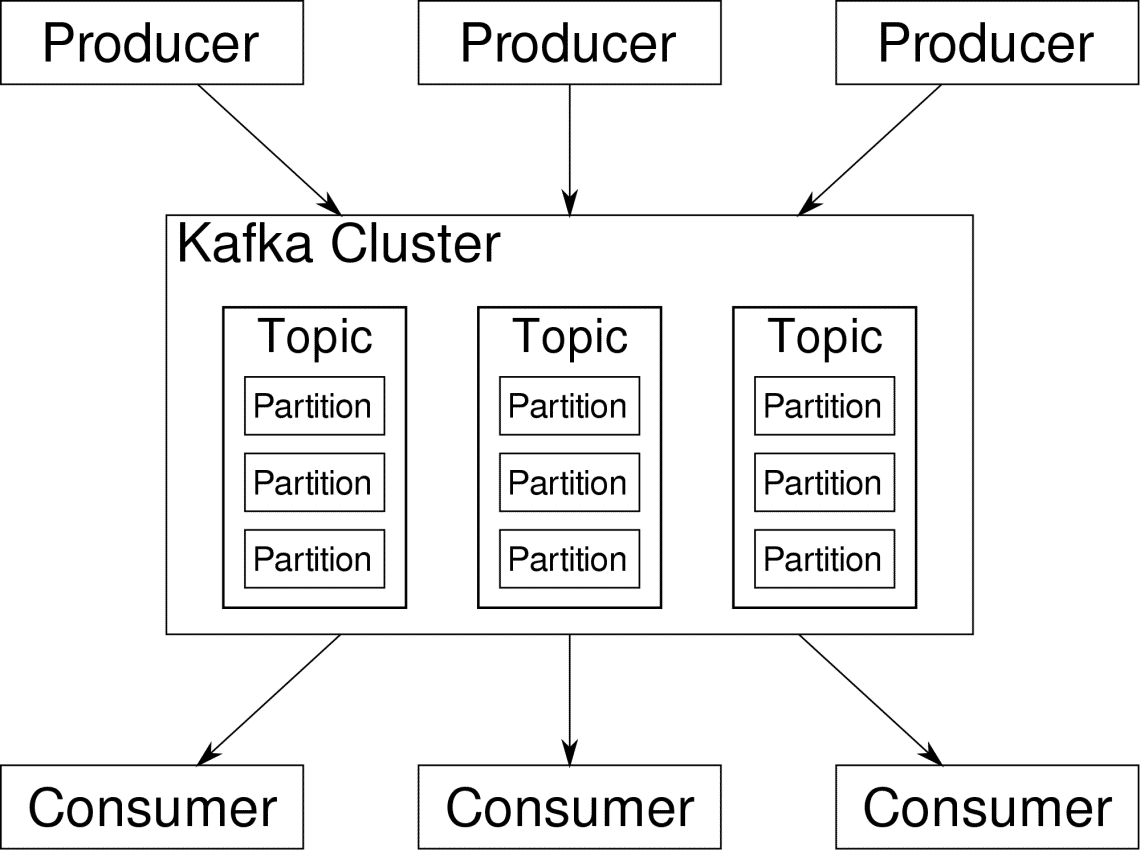 Producer
Producer
Producer
Kafka Cluster
Topic
Topic
Topic
Partition
Partition
Partition
Partition
Partition
Partition
Partition
Partition
Partition
Consumer
Consumer
Consumer